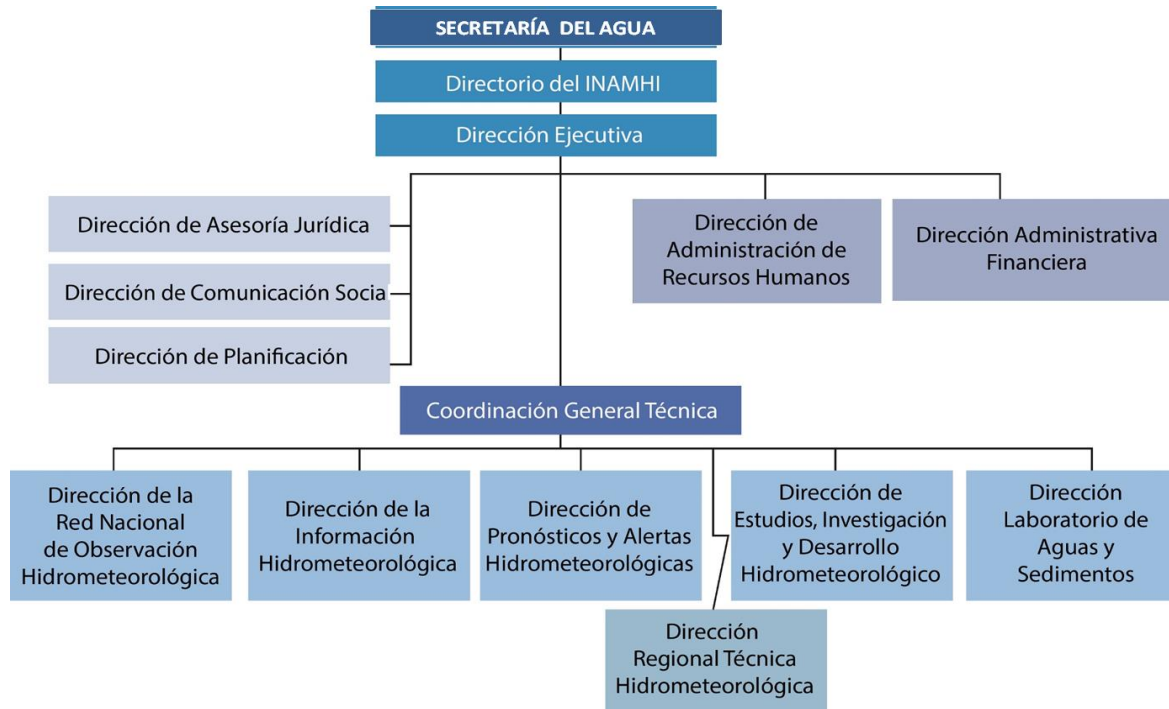 SECRETARÍA DEL AGUA
Directorio del INAMHI
Dirección Ejecutiva
Dirección de Asesoría Jurídica
Dirección de Comunicación Socia
Dirección de Planificación
Dirección de
Administración de
Recursos Humanos
Dirección Administrativa
Financiera
Coordinación General Técnica
Dirección de la
Red Nacional
de Observación
Hidrometeorológica
Dirección de la
Información
Hidrometeorológica
Dirección de
Pronósticos y Alertas
Hidrometeorológicas
Dirección de
Estudios, Investigación
y Desarrollo
Hidrometeorológico
Dirección
Laboratorio de
Aguas y
Sedimentos
Dirección
Regional Técnica
Hidrometeorológica